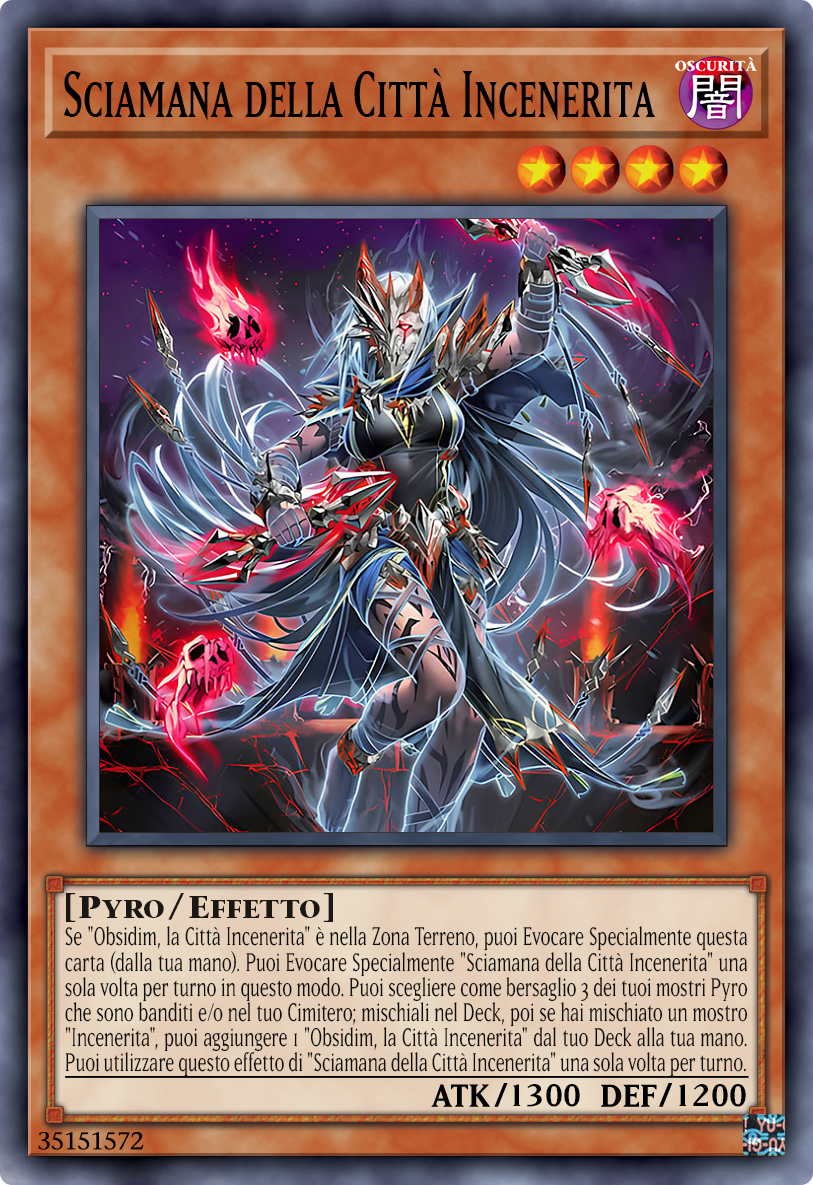 Sciamana della Città Incenerita
OSCURITÀ
闇
[Pyro/Effetto]
Se "Obsidim, la Città Incenerita" è nella Zona Terreno, puoi Evocare Specialmente questa
carta (dalla tua mano). Puoi Evocare Specialmente "Sciamana della Città Incenerita" una
sola volta per turno in questo modo. Puoi scegliere come bersaglio 3 dei tuoi mostri Pyro
che sono banditi e/o nel tuo Cimitero; mischiali nel Deck, poi se hai mischiato un mostro
"Incenerita", puoi aggiungere 1 "Obsidim, la Città Incenerita" dal tuo Deck alla tua mano.
Puoi utilizzare questo effetto di "Sciamana della Città Incenerita" una sola volta per turno.
ATK/1300 DEF/1200
35151572